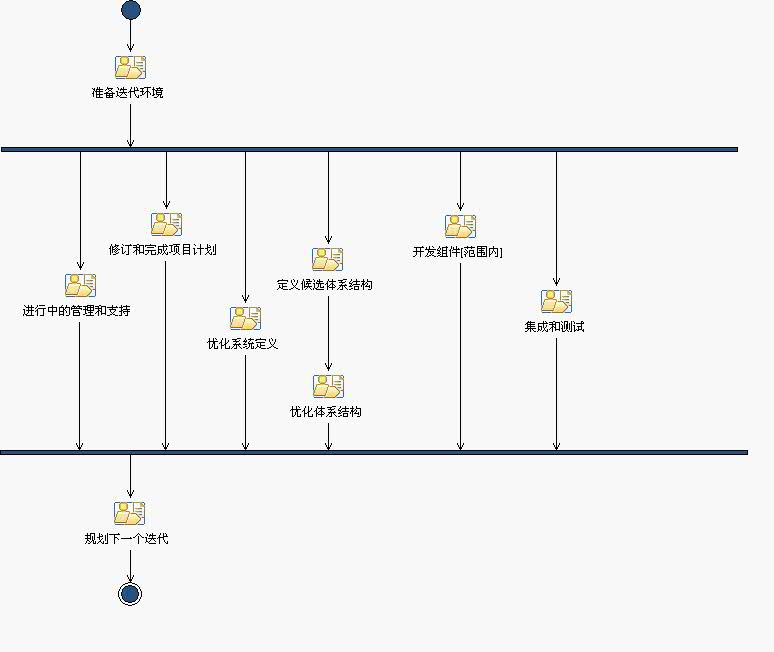 准备迭代环境
修订和完成项目计划
开发组件[范围内]
定义候选体系结构
进行中的管理和支持
集成和测试
优化系统定义
优化体系结构
规划下一个迭代